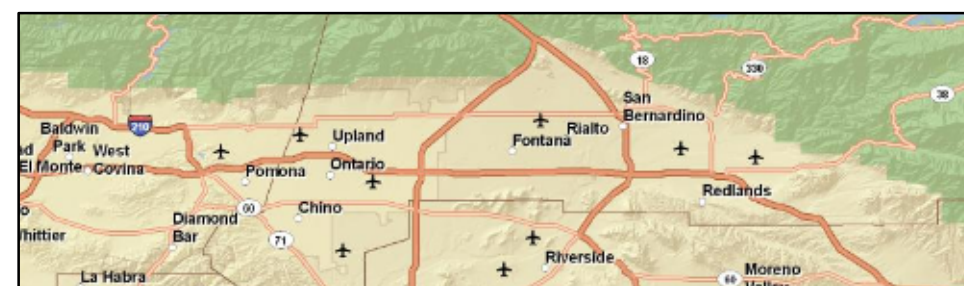 18
330
38
San
Bernardino
210
Baldwin
Park
Upland
Rialto
Fontana
West
El Monte
Covina
Pomona
Ontario
Redlands
60
Chino
Diamond
Bar
71
Riverside
La Habra
60
Moreno